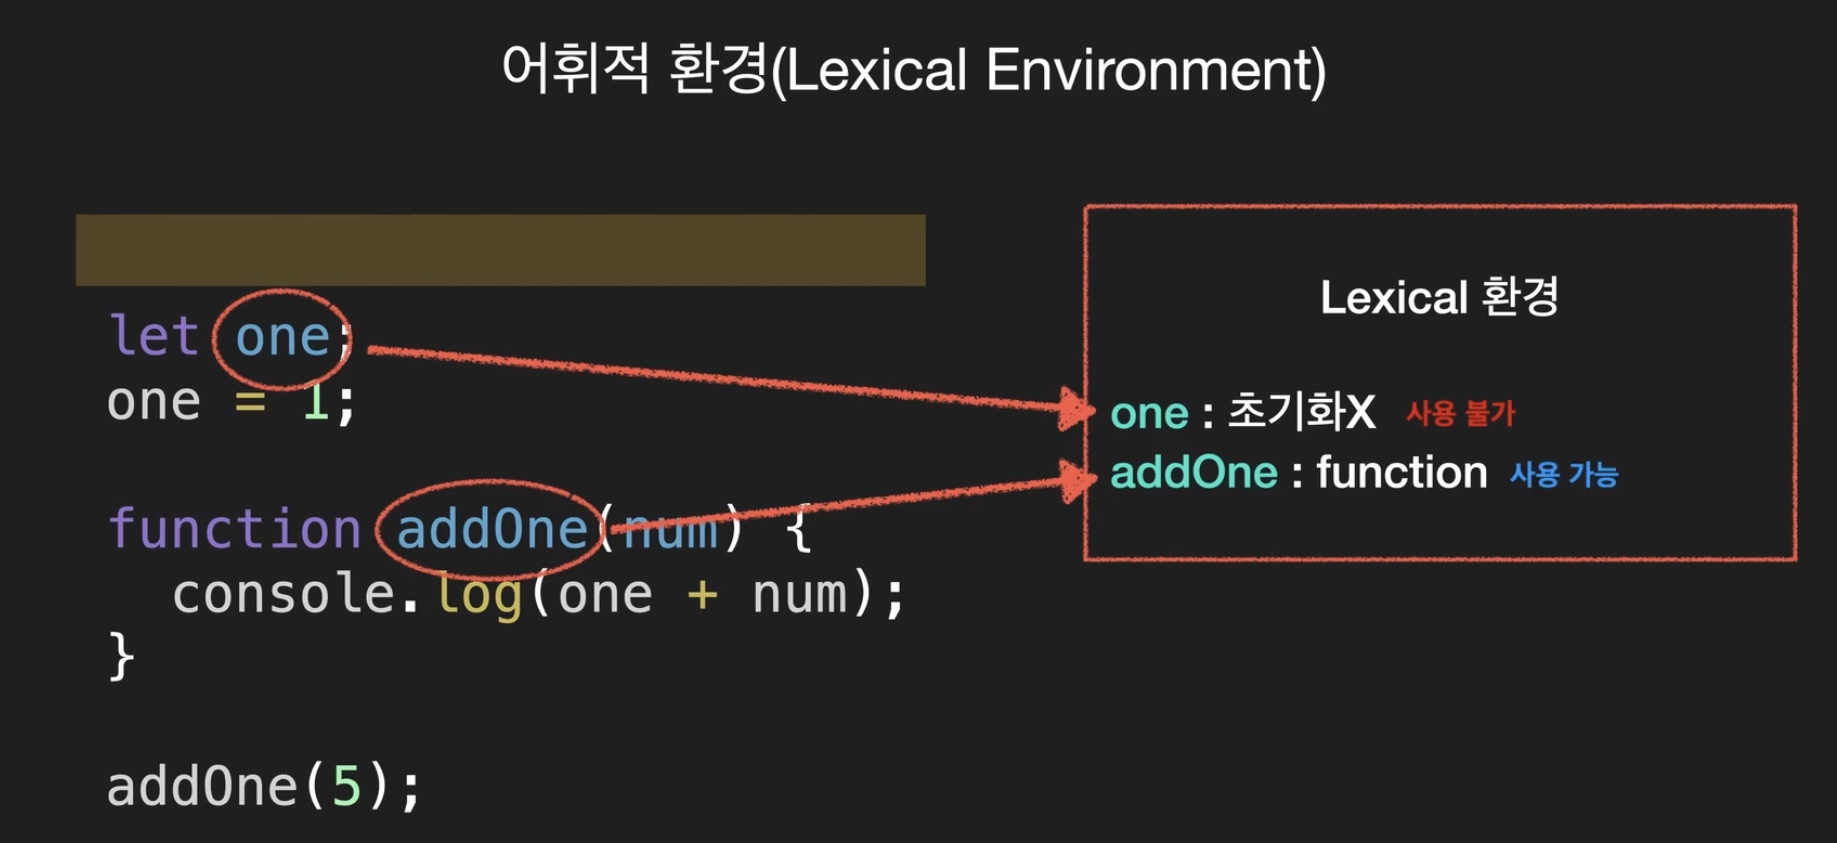 어휘적 환경(Lexical Environment)
let one;
one = 1;
function addOne(num) {
console.log(one + num);
}
addOne(5);
Lexical 환경
one : 초기화X 사용 불가
addOne : function 사용 가능